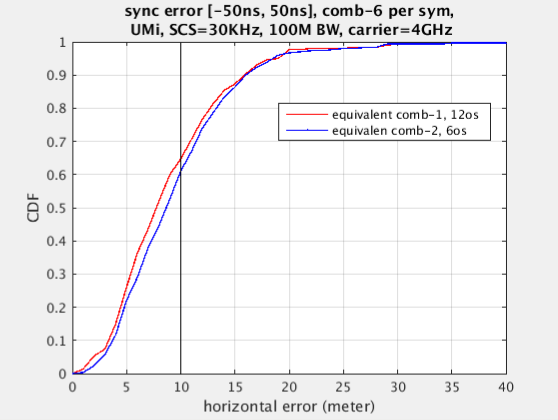 sync error [-50ns, 50ns], comb-6 per sym,
UMi, SCS=30KHz, 100M BW, carrier=4GHz
1
0.9
0.8
0.7
0.6
0.5
0.4
0.3
0.2
0.1
0
CDF
equivalent comb-1, 12os
equivalen comb-2, 6os
0 5 10 15 20 25 30 35 40
horizontal error (meter)